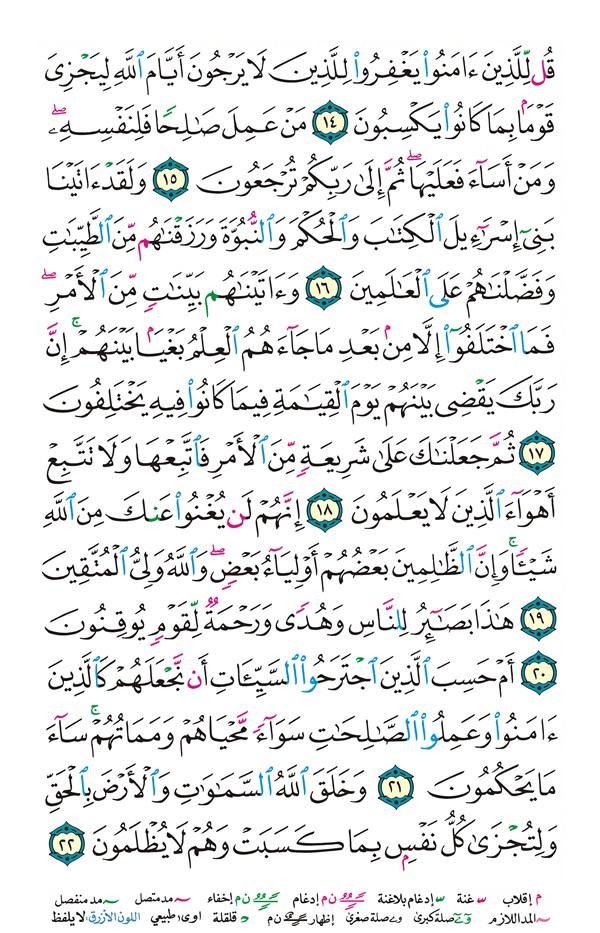 قُل لِّلَّذِينَ ءَامَنُوا۟ يَغْفِرُوا۟ لِلَّذِينَ لَا يَرْجُونَ أَيَّامَ ٱللَّهِ لِيَجْزِىَ
قَوْمًۢا بِمَا كَانُوا۟ يَكْسِبُونَ ١٤ مَنْ عَمِلَ صَـٰلِحًا فَلِنَفْسِهِۦ ۖ
وَمَنْ أَسَآءَ فَعَلَيْهَا ۖ ثُمَّ إِلَىٰ رَبِّكُمْ تُرْجَعُونَ ١٥ وَلَقَدْ ءَاتَيْنَا
بَنِىٓ إِسْرَٰٓءِيلَ ٱلْكِتَـٰبَ وَٱلْحُكْمَ وَٱلنُّبُوَّةَ وَرَزَقْنَـٰهُم مِّنَ ٱلطَّيِّبَـٰتِ
وَفَضَّلْنَـٰهُمْ عَلَى ٱلْعَـٰلَمِينَ ١٦ وَءَاتَيْنَـٰهُم بَيِّنَـٰتٍ مِّنَ ٱلْأَمْرِ ۖ
فَمَا ٱخْتَلَفُوٓا۟ إِلَّا مِنۢ بَعْدِ مَا جَآءَهُمُ ٱلْعِلْمُ بَغْيًۢا بَيْنَهُمْ ۚ إِنَّ
رَبَّكَ يَقْضِى بَيْنَهُمْ يَوْمَ ٱلْقِيَـٰمَةِ فِيمَا كَانُوا۟ فِيهِ يَخْتَلِفُونَ
١٧ ثُمَّ جَعَلْنَـٰكَ عَلَىٰ شَرِيعَةٍ مِّنَ ٱلْأَمْرِ فَٱتَّبِعْهَا وَلَا تَتَّبِعْ
أَهْوَآءَ ٱلَّذِينَ لَا يَعْلَمُونَ ١٨ إِنَّهُمْ لَن يُغْنُوا۟ عَنكَ مِنَ ٱللَّهِ
شَيْـًٔا ۚ وَإِنَّ ٱلظَّـٰلِمِينَ بَعْضُهُمْ أَوْلِيَآءُ بَعْضٍ ۖ وَٱللَّهُ وَلِىُّ ٱلْمُتَّقِينَ
١٩ هَـٰذَا بَصَـٰٓئِرُ لِلنَّاسِ وَهُدًى وَرَحْمَةٌ لِّقَوْمٍ يُوقِنُونَ
٢٠ أَمْ حَسِبَ ٱلَّذِينَ ٱجْتَرَحُوا۟ ٱلسَّيِّـَٔاتِ أَن نَّجْعَلَهُمْ كَٱلَّذِينَ
ءَامَنُوا۟ وَعَمِلُوا۟ ٱلصَّـٰلِحَـٰتِ سَوَآءً مَّحْيَاهُمْ وَمَمَاتُهُمْ ۚ سَآءَ
مَا يَحْكُمُونَ ٢١ وَخَلَقَ ٱللَّهُ ٱلسَّمَـٰوَٰتِ وَٱلْأَرْضَ بِٱلْحَقِّ
وَلِتُجْزَىٰ كُلُّ نَفْسٍۭ بِمَا كَسَبَتْ وَهُمْ لَا يُظْلَمُونَ ٢٢
م إقلاب غنة إدغام بلاغنة ن م إدغام ن م إخفاء مد متصل مد منفصل
المد اللازم صلة كبرى صلة صغرى إظهار ن م قلقلة اوى؛ طبيعي اللون الأزرق: لا يلفظ